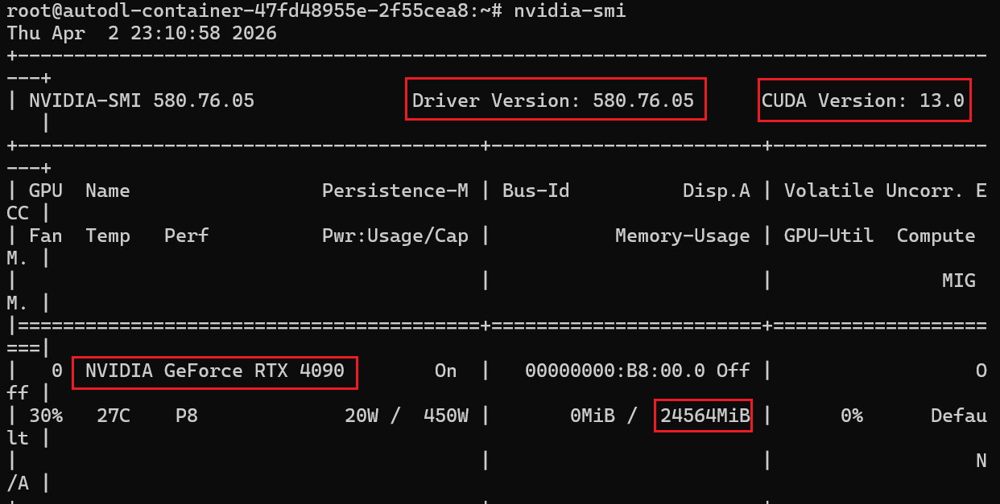 root@autodl-container-47fd48955e-2f55cea8:~# nvidia-smi
Thu Apr  2 23:10:58 2026
+--------------------------------------------------------------------------------------
---+
| NVIDIA-SMI 580.76.05              Driver Version: 580.76.05      CUDA Version: 13.0
   |
+-----------------------------------------+------------------------+-------------------
---+
| GPU  Name                 Persistence-M | Bus-Id          Disp.A | Volatile Uncorr. E
CC |
| Fan  Temp   Perf          Pwr:Usage/Cap |           Memory-Usage | GPU-Util  Compute
M. |
|                                         |                        |               MIG
M. |
|=========================================+========================+===================
===|
|   0  NVIDIA GeForce RTX 4090        On  |   00000000:B8:00.0 Off |                  O
ff |
| 30%   27C    P8                   20W /  450W |       0MiB /  24564MiB |      0%      Defau
lt |
|                                         |                        |                  N
/A |